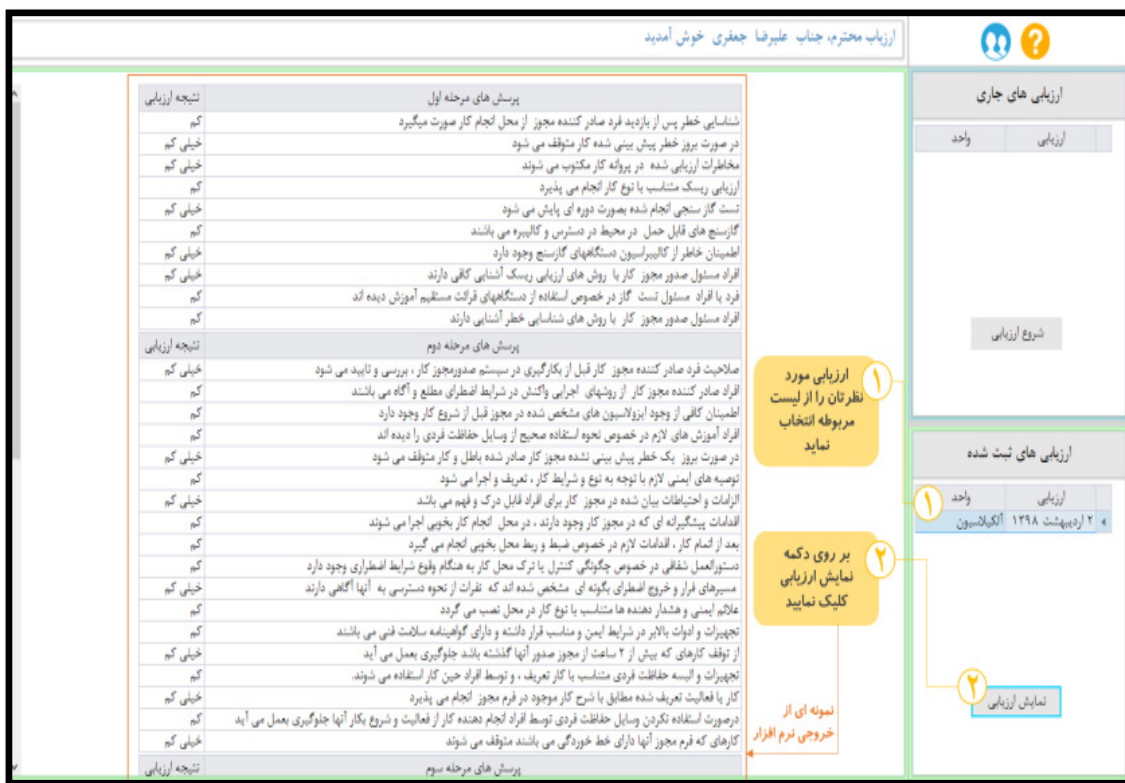 ارزیاب محترم، جناب علیرضا جعفری خوش آمدید
?
ارزیابی های جاری
ارزیابی واحد
شروع ارزیابی
ارزیابی های ثبت شده
ارزیابی واحد
۲ اردیبهشت ۱۳۹۸ آلکیلاسیون
نمایش ارزیابی
۱
۱
ارزیابی مورد
نظرتان را از لیست
مربوطه انتخاب
نماید
۲
۲
بر روی دکمه
نمایش ارزیابی
کلیک نمایید
نمونه ای از
خروجی نرم افزار
پرسش های مرحله اول نتیجه ارزیابی
شناسایی خطر پس از بازدید فرد صادر کننده مجوز از محل انجام کار صورت میگیرد کم
در صورت بروز خطر پیش بینی شده کار متوقف می شود خیلی کم
مخاطرات ارزیابی شده در پروانه کار مکتوب می شوند خیلی کم
ارزیابی ریسک متناسب با نوع کار انجام می پذیرد کم
تست گاز سنجی انجام شده بصورت دوره ای پایش می شود خیلی کم
گازسنج های قابل حمل در محیط در دسترس و کالیبره می باشند کم
اطمینان خاطر از کالیبراسیون دستگاههای گازسنج وجود دارد خیلی کم
افراد مسئول صدور مجوز کار با روش های ارزیابی ریسک آشنایی کافی دارند خیلی کم
فرد یا افراد مسئول تست گاز در خصوص استفاده از دستگاههای قرائت مستقیم آموزش دیده اند کم
افراد مسئول صدور مجوز کار با روش های شناسایی خطر آشنایی دارند کم
پرسش های مرحله دوم نتیجه ارزیابی
صلاحیت فرد صادر کننده مجوز کار قبل از بکارگیری در سیستم صدورمجوز کار ، بررسی و تایید می شود خیلی کم
افراد صادر کننده مجوز کار از روشهای اجرایی واکنش در شرایط اضطرای مطلع و آگاه می باشند کم
اطمینان کافی از وجود ایزولاسیون های مشخص شده در مجوز قبل از شروع کار وجود دارد کم
افراد آموزش های لازم در خصوص نحوه استفاده صحیح از وسایل حفاظت فردی را دیده اند کم
در صورت بروز یک خطر پیش بینی نشده مجوز کار صادر شده باطل و کار متوقف می شود خیلی کم
توصیه های ایمنی لازم با توجه به نوع و شرایط کار ، تعریف و اجرا می شود کم
الزامات و احتیاطات بیان شده در مجوز کار برای افراد قابل درک و فهم می باشد خیلی کم
اقدامات پیشگیرانه ای که در مجوز کار وجود دارند ، در محل انجام کار بخوبی اجرا می شوند کم
بعد از اتمام کار ، اقدامات لازم در خصوص ضبط و ربط محل بخوبی انجام می گیرد کم
دستورالعمل شفافی در خصوص چگونگی کنترل یا ترک محل کار به هنگام وقوع شرایط اضطراری وجود دارد کم
مسیرهای فرار و خروج اضطرای بگونه ای مشخص شده اند که نفرات از نحوه دسترسی به آنها آگاهی دارند خیلی کم
علائم ایمنی و هشدار دهنده ها متناسب با نوع کار در محل نصب می گردد کم
تجهیزات و ادوات بالابر در شرایط ایمن و مناسب قرار داشته و دارای گواهینامه سلامت فنی می باشند کم
از توقف کارهای که بیش از ۲ ساعت از مجوز صدور آنها گذشته باشد جلوگیری بعمل می آید خیلی کم
تجهیزات و البسه حفاظت فردی متناسب با کار تعریف ، و توسط افراد حین کار استفاده می شوند. کم
کار یا فعالیت تعریف شده مطابق با شرح کار موجود در فرم مجوز انجام می پذیرد خیلی کم
درصورت استفاده نکردن وسایل حفاظت فردی توسط افراد انجام دهنده کار از فعالیت و شروع بکار آنها جلوگیری بعمل می آید کم
کارهای که فرم مجوز آنها دارای خط خوردگی می باشند متوقف می شوند خیلی کم
پرسش های مرحله سوم نتیجه ارزیابی